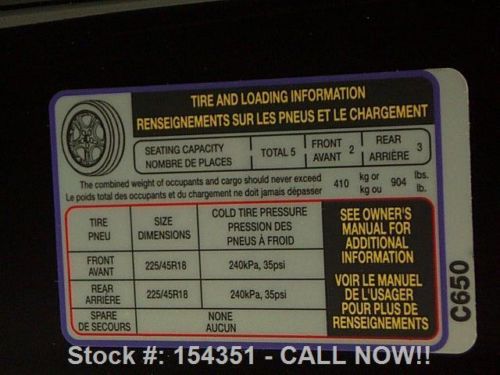 TIRE AND LOADING INFORMATION
RENSEIGNEMENTS SUR LES PNEUS ET LE CHARGEMENT
SEATING CAPACITY
NOMBRE DE PLACES
TOTAL 5
FRONT
AVANT 2
REAR
ARRIÈRE 3
The combined weight of occupants and cargo should never exceed
Le poids total des occupants et du chargement ne doit jamais dépasser
410
kg or
kg ou
904
lbs.
lb.
TIRE
PNEU
SIZE
DIMENSIONS
COLD TIRE PRESSURE
PRESSION DES
PNEUS À FROID
FRONT
AVANT
225/45R18
240kPa, 35psi
REAR
ARRIÈRE
225/45R18
240kPa, 35psi
SPARE
DE SECOURS
NONE
AUCUN
SEE OWNER'S
MANUAL FOR
ADDITIONAL
INFORMATION
VOIR LE MANUEL
DE L'USAGER
POUR PLUS DE
RENSEIGNEMENTS
C650
Stock #: 154351 - CALL NOW!!